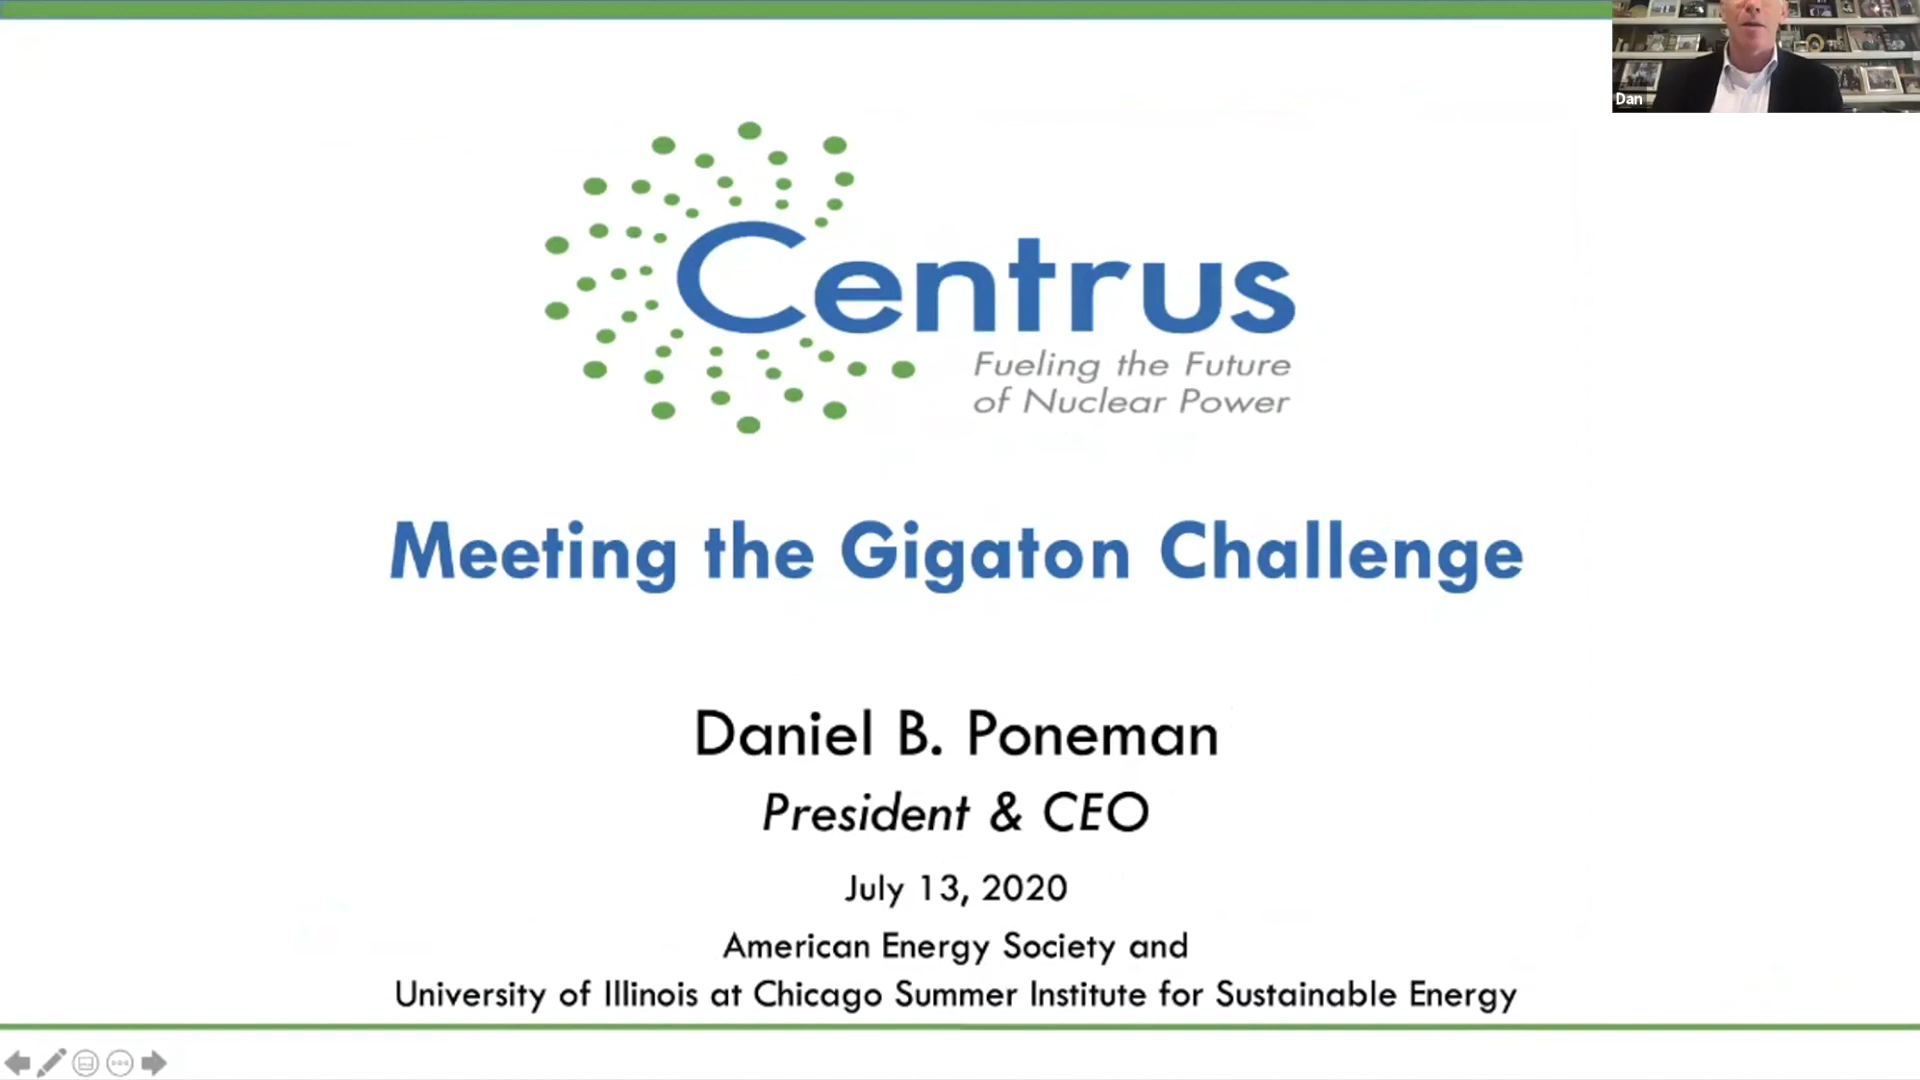 Dan
Centrus
Fueling the Future
of Nuclear Power
Meeting the Gigaton Challenge
Daniel B. Poneman
President & CEO
July 13, 2020
American Energy Society and
University of Illinois at Chicago Summer Institute for Sustainable Energy